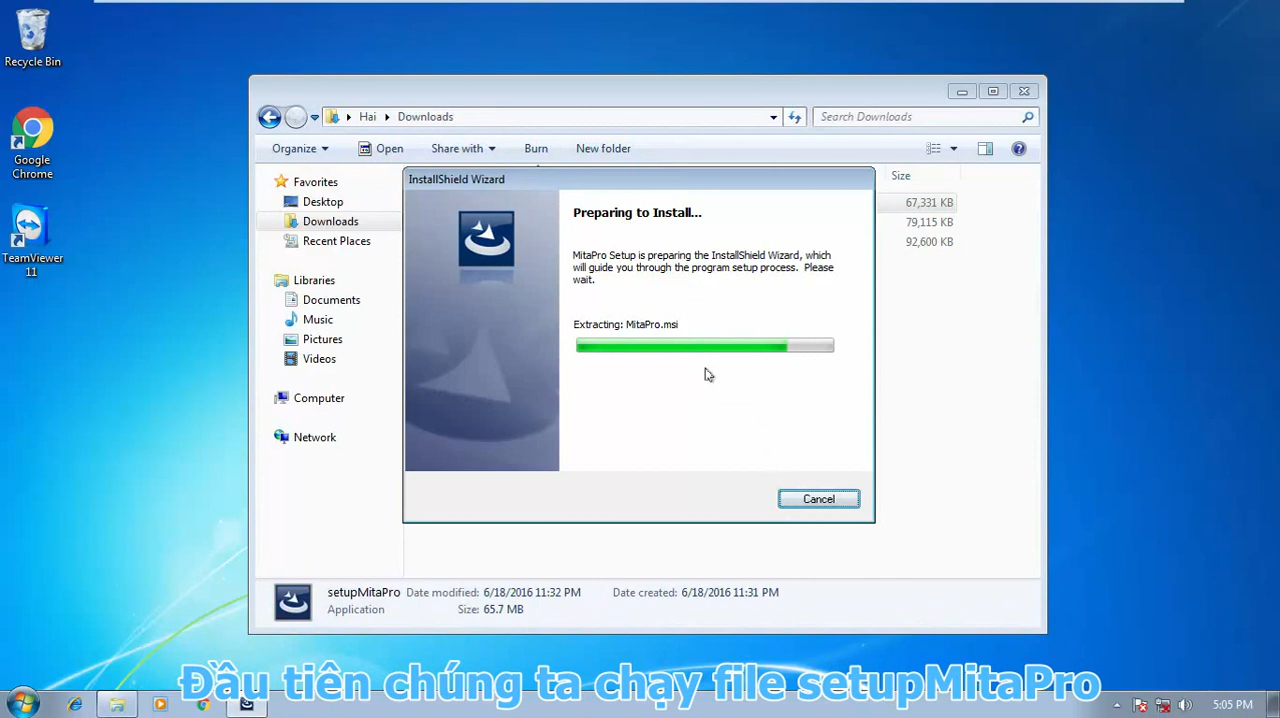 Recycle Bin
Google
Chrome
TeamViewer
11
Hai
Downloads
Search Downloads
Organize
Open
Share with
Burn
New folder
Favorites
Desktop
Downloads
Recent Places
Libraries
Documents
Music
Pictures
Videos
Computer
Network
Size
67,331 KB
79,115 KB
92,600 KB
InstallShield Wizard
Preparing to Install...
MitaPro Setup is preparing the InstallShield Wizard, which
will guide you through the program setup process. Please
wait.
Extracting: MitaPro.msi
Cancel
setupMitaPro Date modified: 6/18/2016 11:32 PM Date created: 6/18/2016 11:31 PM
Application Size: 65.7 MB
Đầu tiên chúng ta chạy file setupMitaPro
5:05 PM